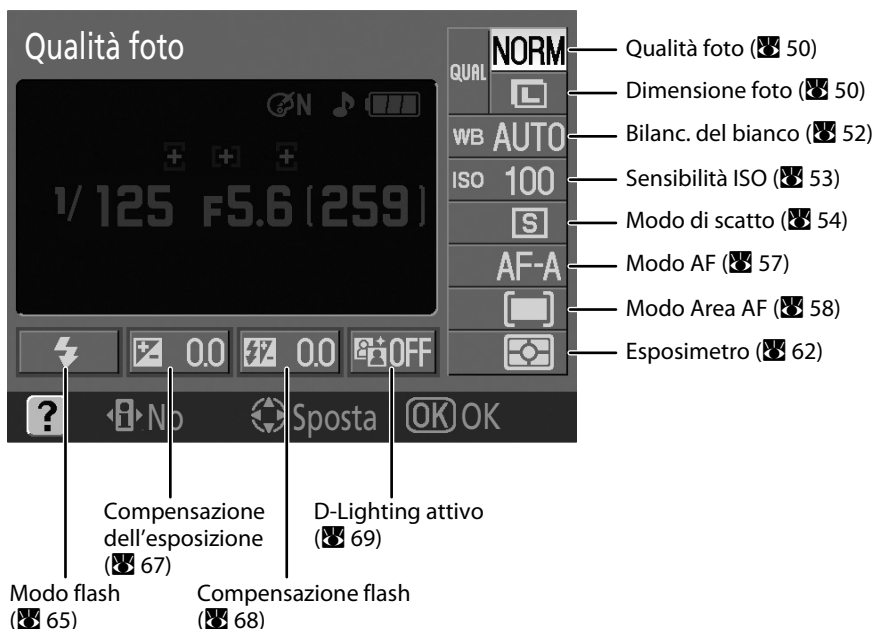 Qualità foto
N
1/125 F5.6 [259]
QUAL NORM
L
WB AUTO
ISO 100
S
AF-A
0.0 0.0 OFF
? i No Sposta OK OK
Qualità foto (50)
Dimensione foto (50)
Bilanc. del bianco (52)
Sensibilità ISO (53)
Modo di scatto (54)
Modo AF (57)
Modo Area AF (58)
Esposimetro (62)
Compensazione
dell'esposizione
(67)
D-Lighting attivo
(69)
Modo flash
(65)
Compensazione flash
(68)